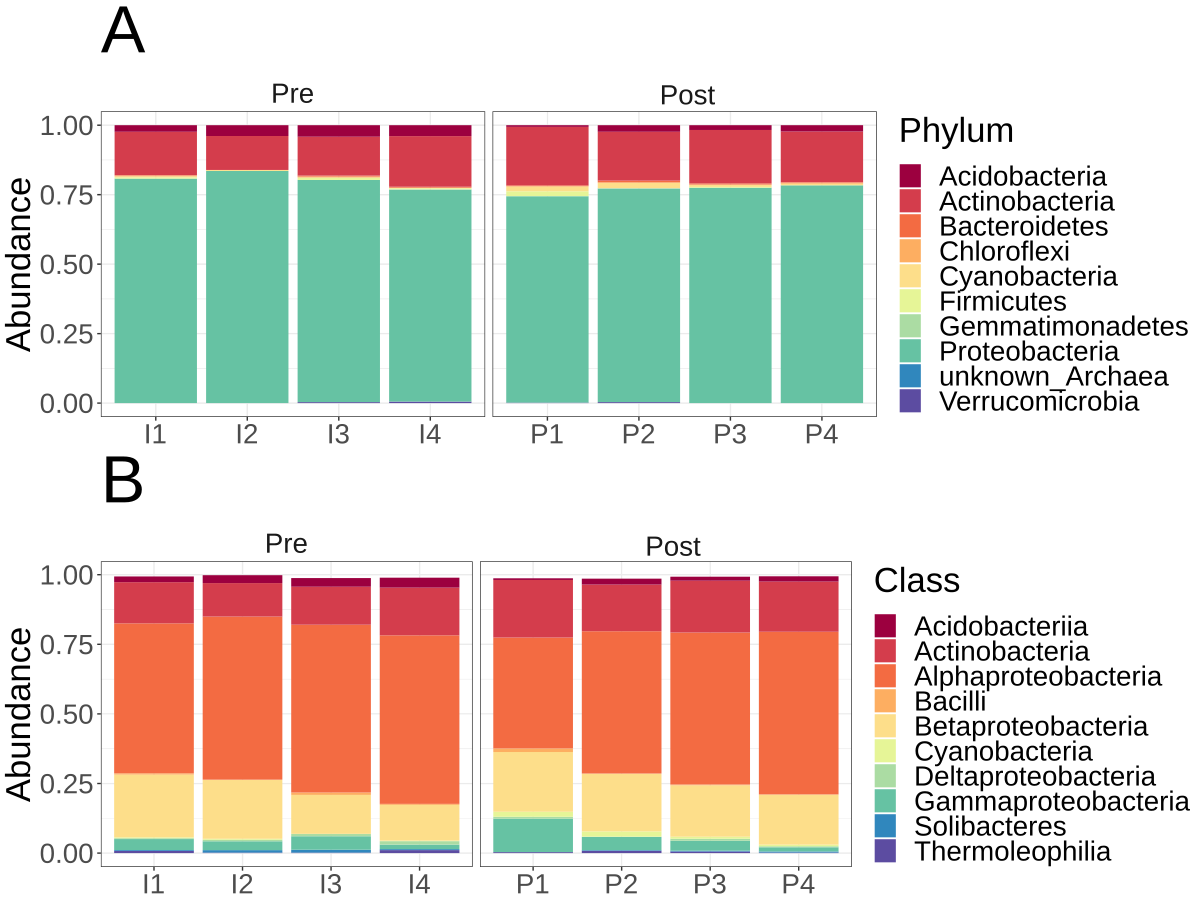 A
Pre
Post
Abundance
1.00
0.75
0.50
0.25
0.00
I1
I2
I3
I4
P1
P2
P3
P4
Phylum
Acidobacteria
Actinobacteria
Bacteroidetes
Chloroflexi
Cyanobacteria
Firmicutes
Gemmatimonadetes
Proteobacteria
unknown_Archaea
Verrucomicrobia
B
Pre
Post
Abundance
1.00
0.75
0.50
0.25
0.00
I1
I2
I3
I4
P1
P2
P3
P4
Class
Acidobacteriia
Actinobacteria
Alphaproteobacteria
Bacilli
Betaproteobacteria
Cyanobacteria
Deltaproteobacteria
Gammaproteobacteria
Solibacteres
Thermoleophilia